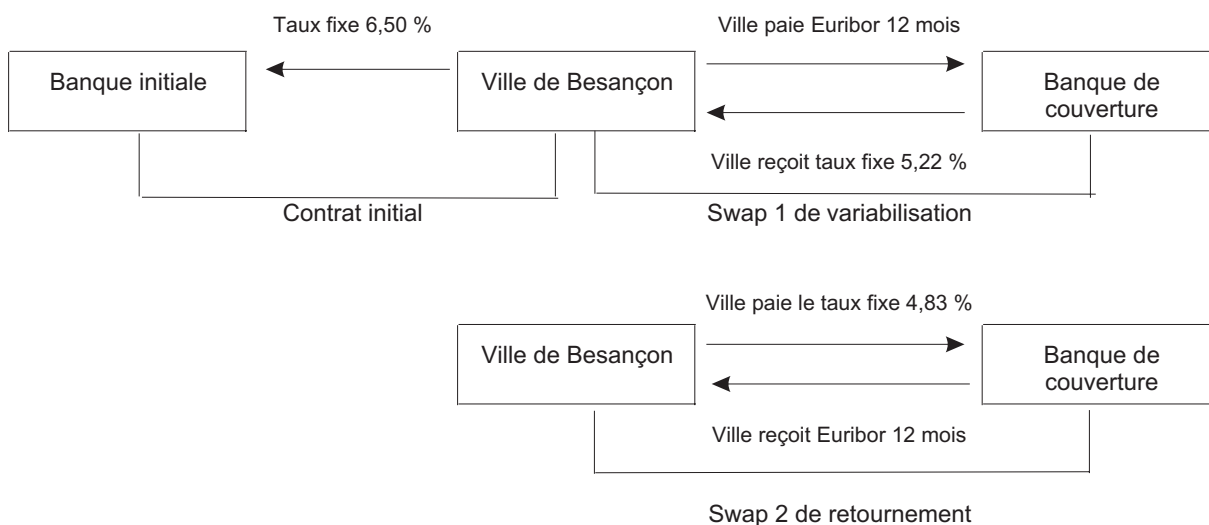 Taux fixe 6,50 %
Ville paie Euribor 12 mois
Banque initiale
Ville de Besançon
Banque de
couverture
Ville reçoit taux fixe 5,22 %
Contrat initial
Swap 1 de variabilisation
Ville paie le taux fixe 4,83 %
Ville de Besançon
Banque de
couverture
Ville reçoit Euribor 12 mois
Swap 2 de retournement